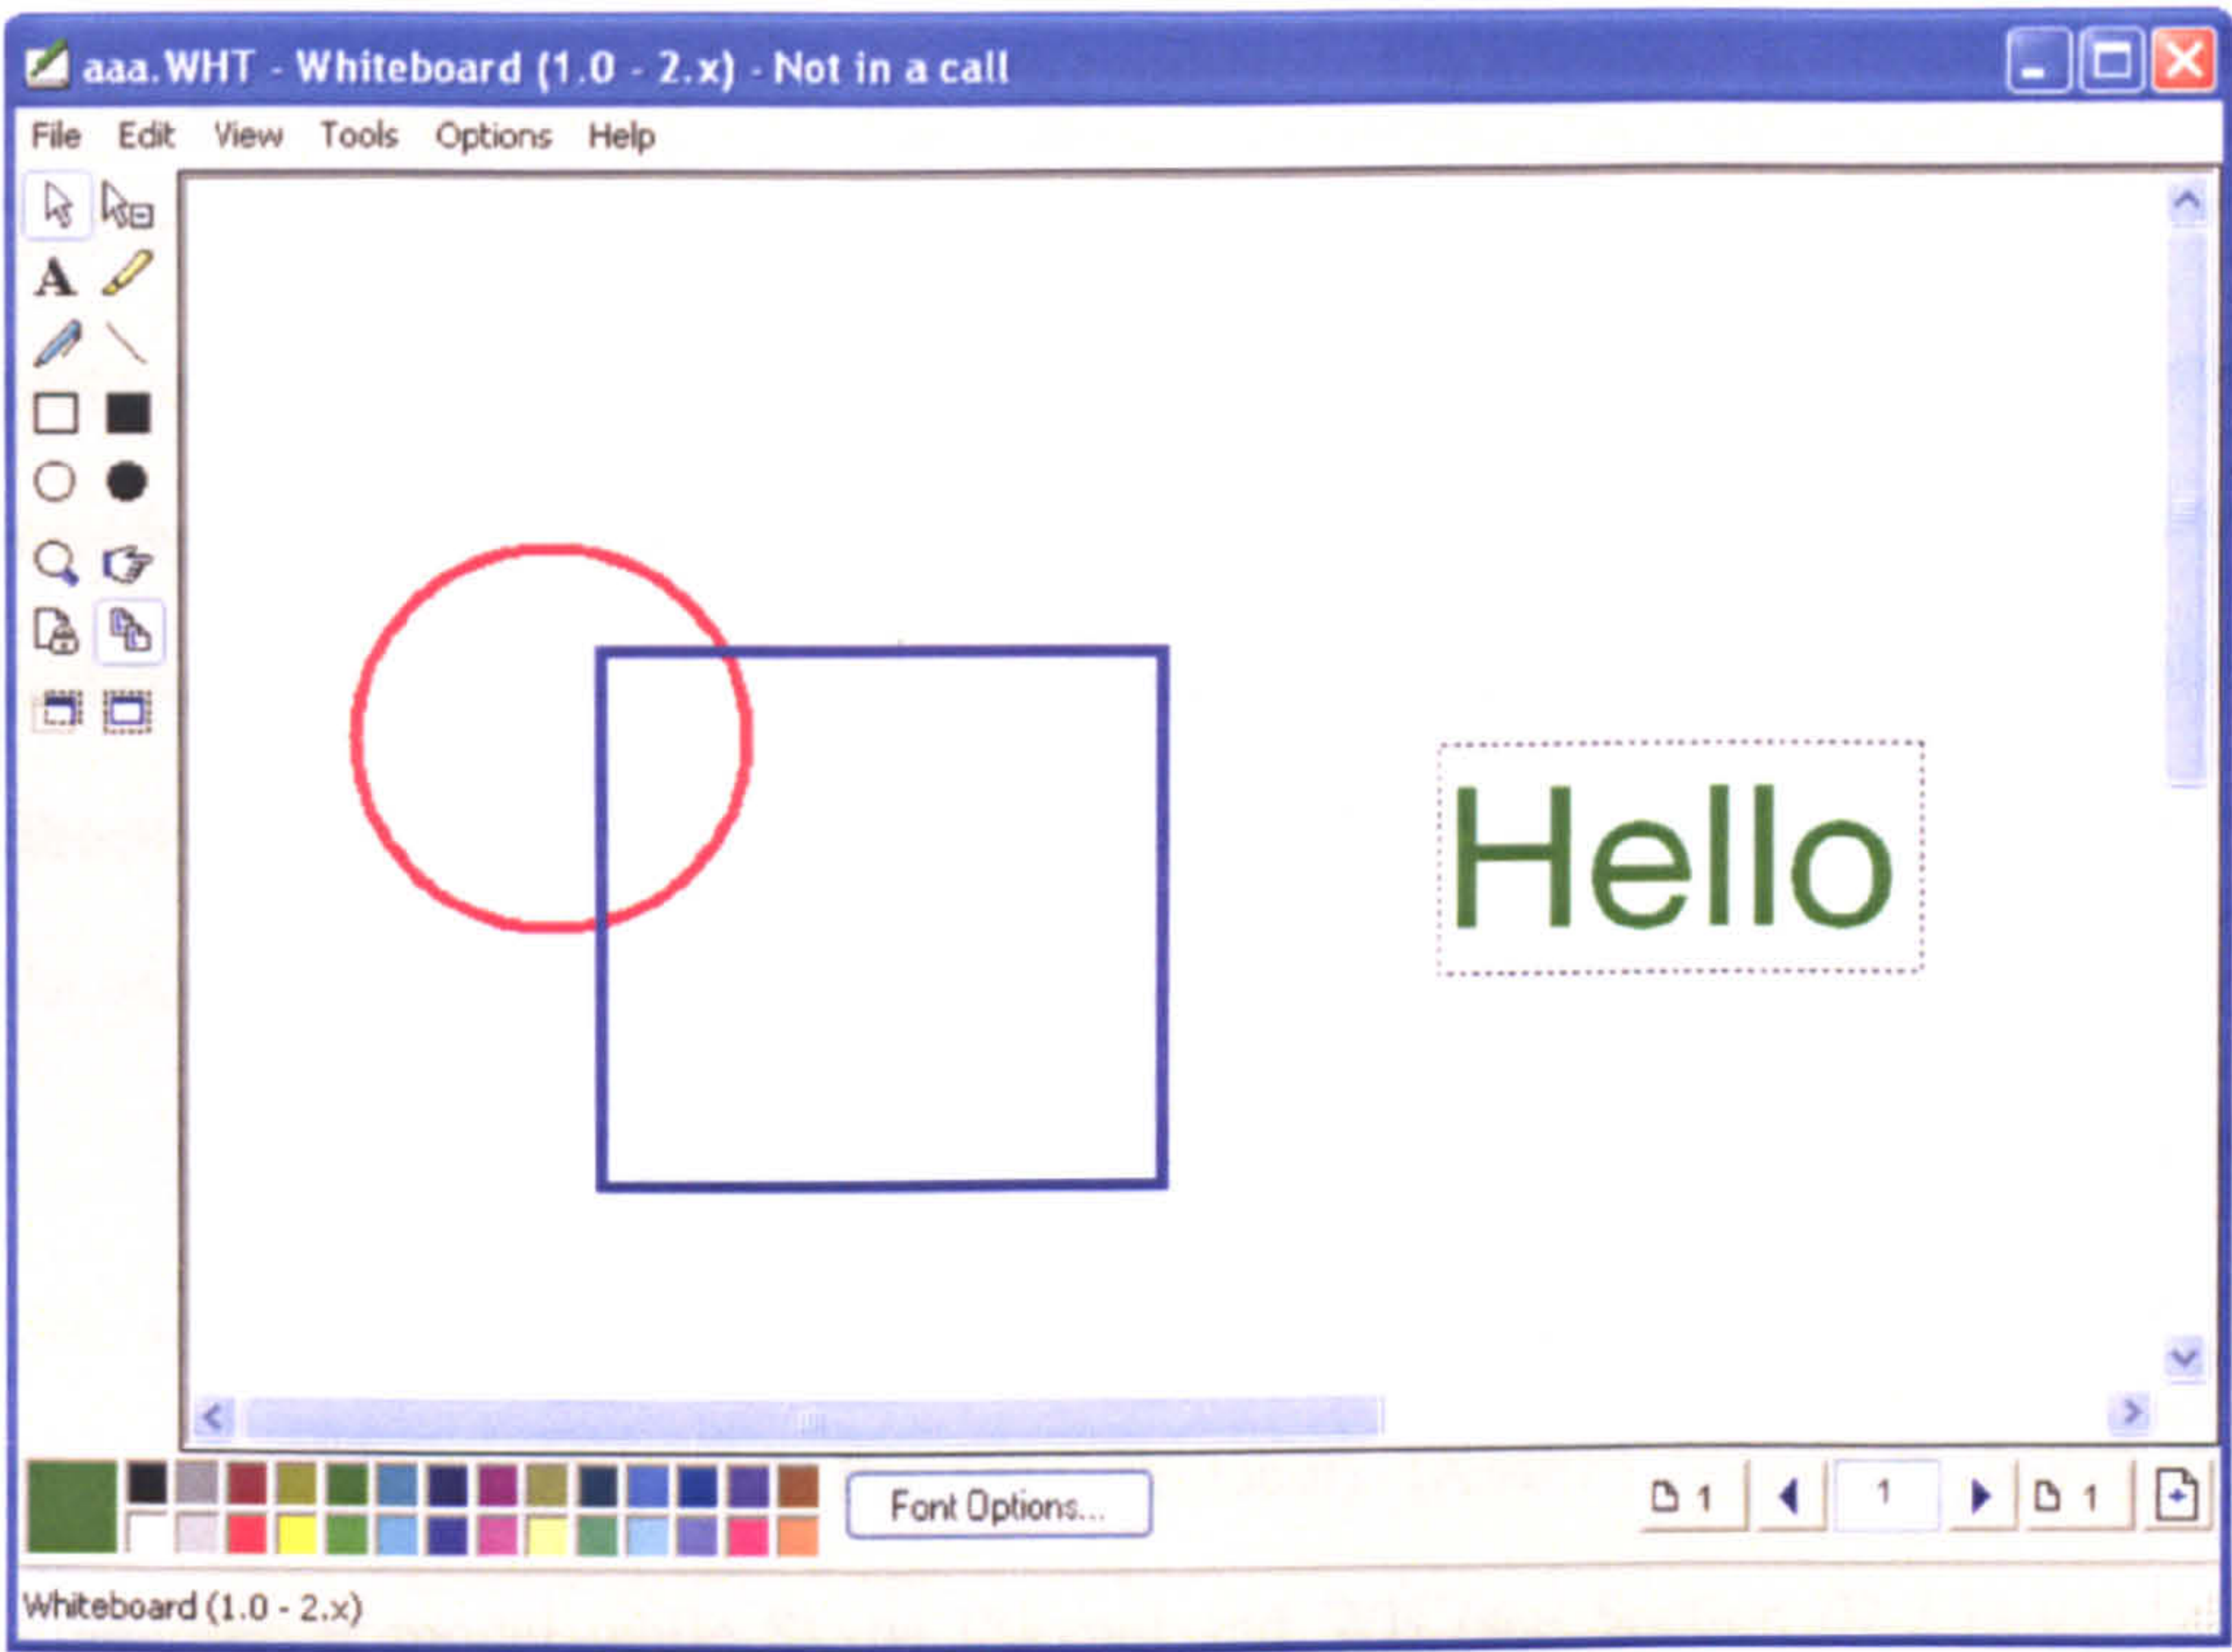 aaa.WHT - Whiteboard (1.0 - 2.x) - Not in a call
File Edit View Tools Options Help
A
Hello
Font Options...
1 1 1
Whiteboard (1.0 - 2.x)